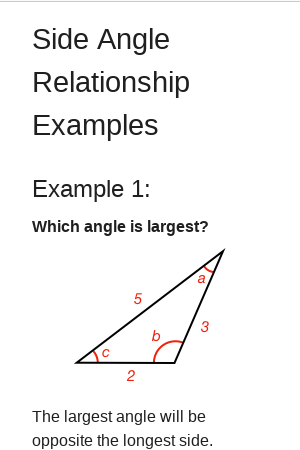 Side Angle
Relationship
Examples
Example 1:
Which angle is largest?
a
5
3
b
c
2
The largest angle will be
opposite the longest side.